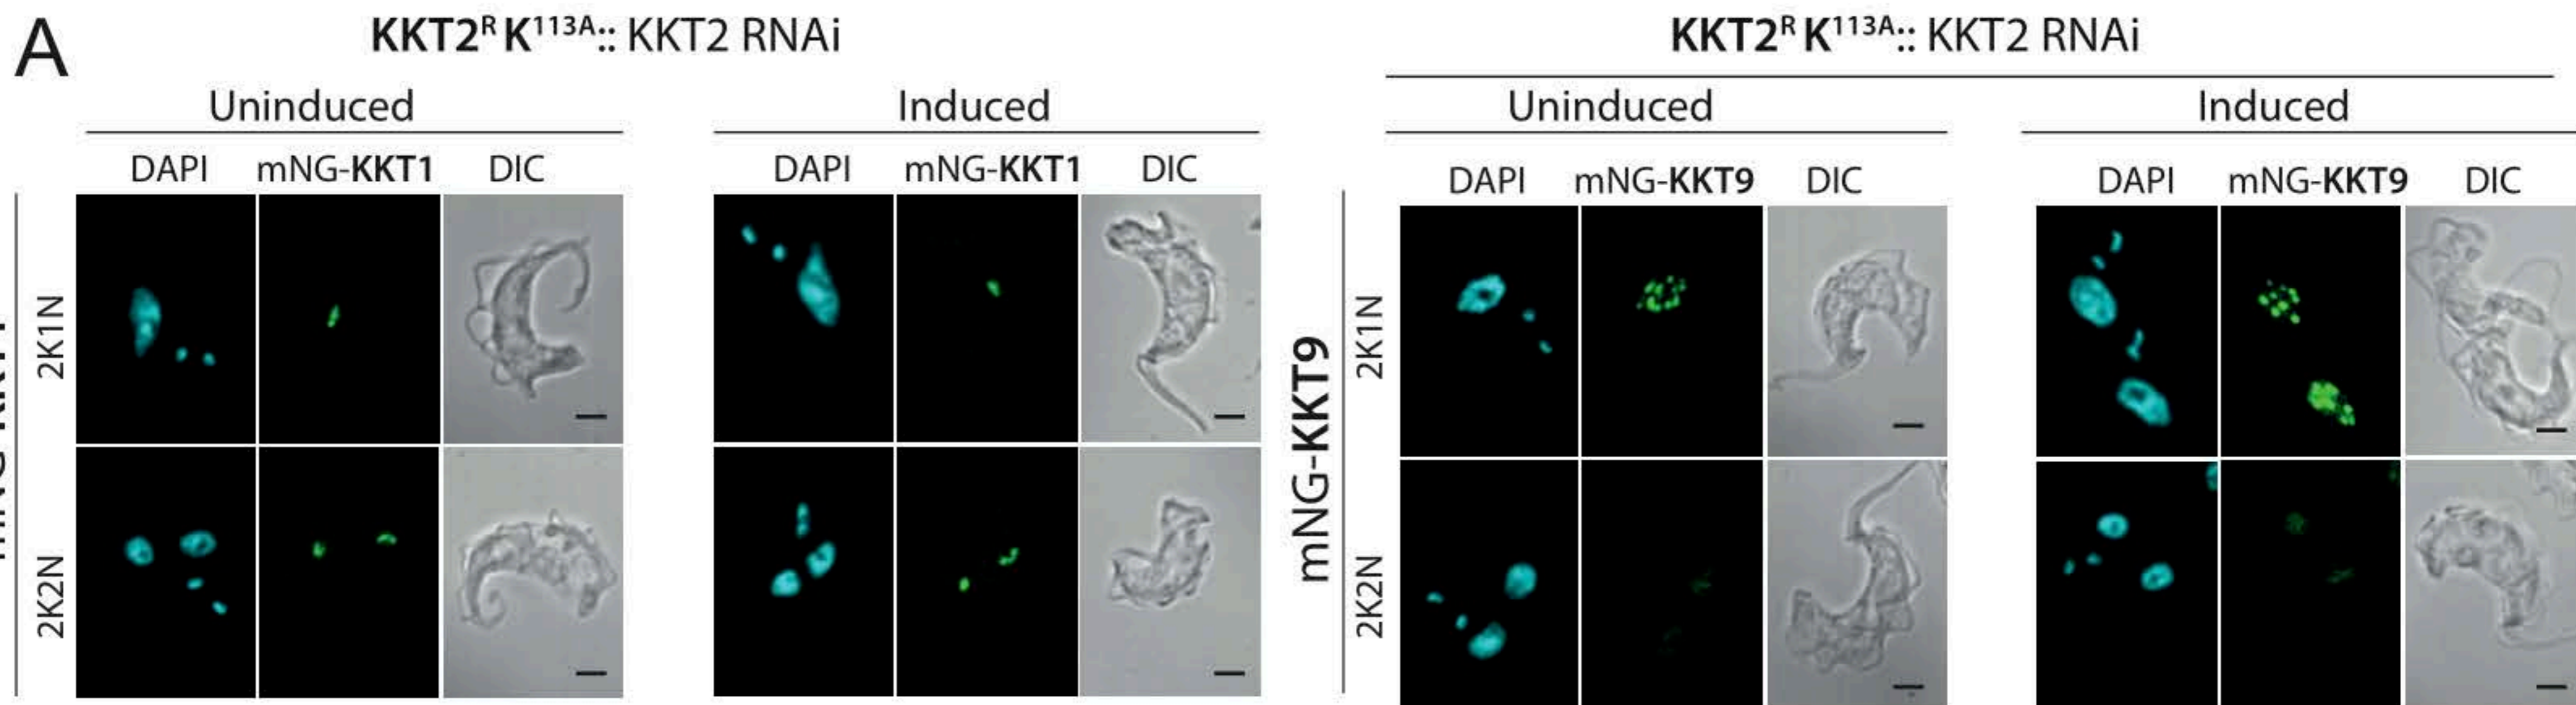 A
KKT2ᴿ K¹¹³ᴬ:: KKT2 RNAi
Uninduced
Induced
DAPI mNG-KKT1 DIC
DAPI mNG-KKT1 DIC
2K1N
2K2N
KKT2ᴿ K¹¹³ᴬ:: KKT2 RNAi
Uninduced
Induced
DAPI mNG-KKT9 DIC
DAPI mNG-KKT9 DIC
mNG-KKT9
2K1N
2K2N